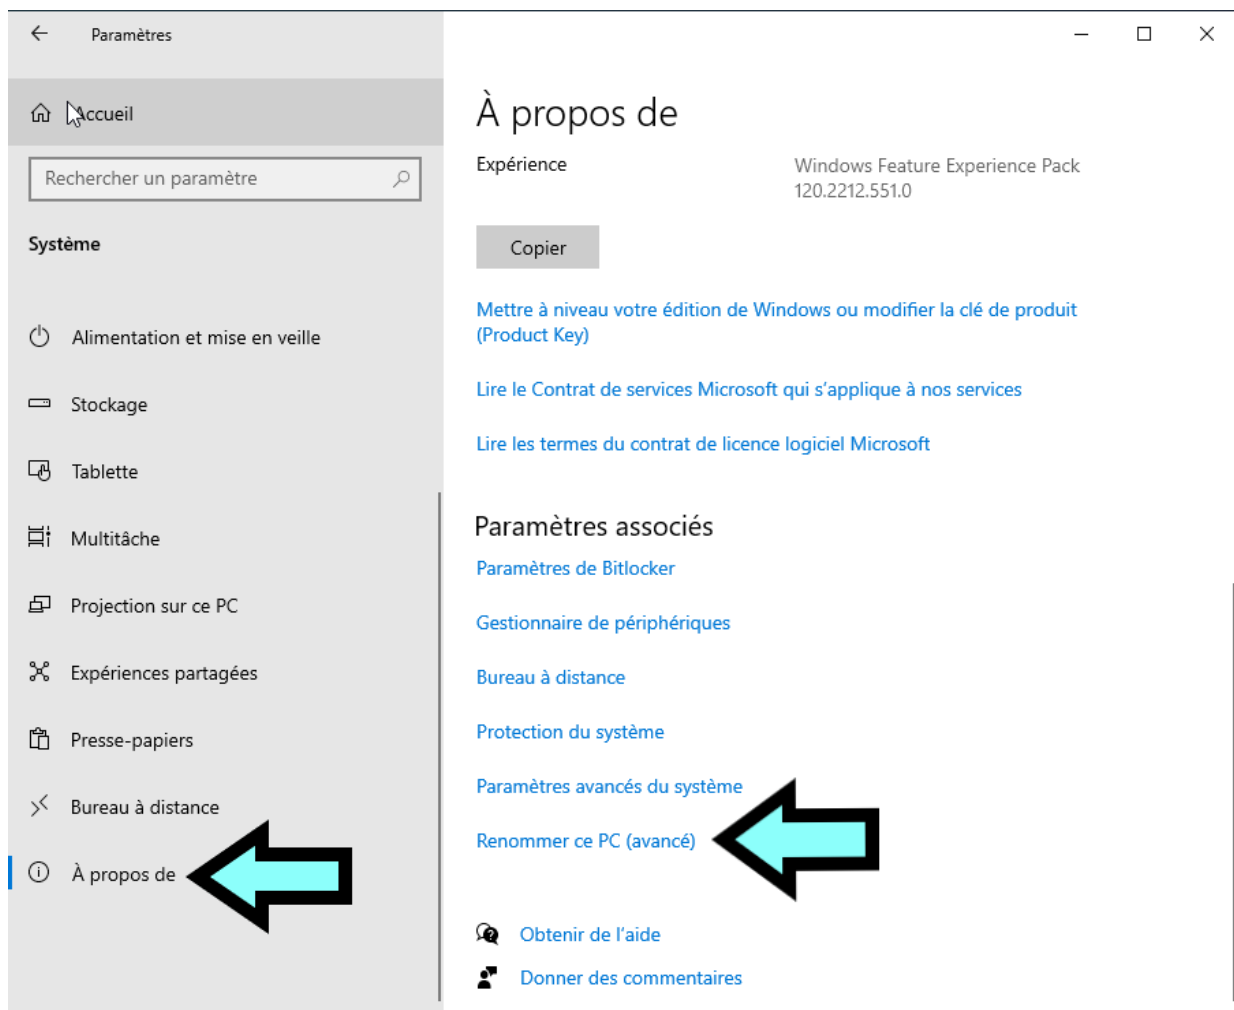 Paramètres
Accueil
Rechercher un paramètre
Système
Alimentation et mise en veille
Stockage
Tablette
Multitâche
Projection sur ce PC
Expériences partagées
Presse-papiers
Bureau à distance
À propos de
À propos de
Expérience
Windows Feature Experience Pack
120.2212.551.0
Copier
Mettre à niveau votre édition de Windows ou modifier la clé de produit
(Product Key)
Lire le Contrat de services Microsoft qui s’applique à nos services
Lire les termes du contrat de licence logiciel Microsoft
Paramètres associés
Paramètres de Bitlocker
Gestionnaire de périphériques
Bureau à distance
Protection du système
Paramètres avancés du système
Renommer ce PC (avancé)
Obtenir de l’aide
Donner des commentaires